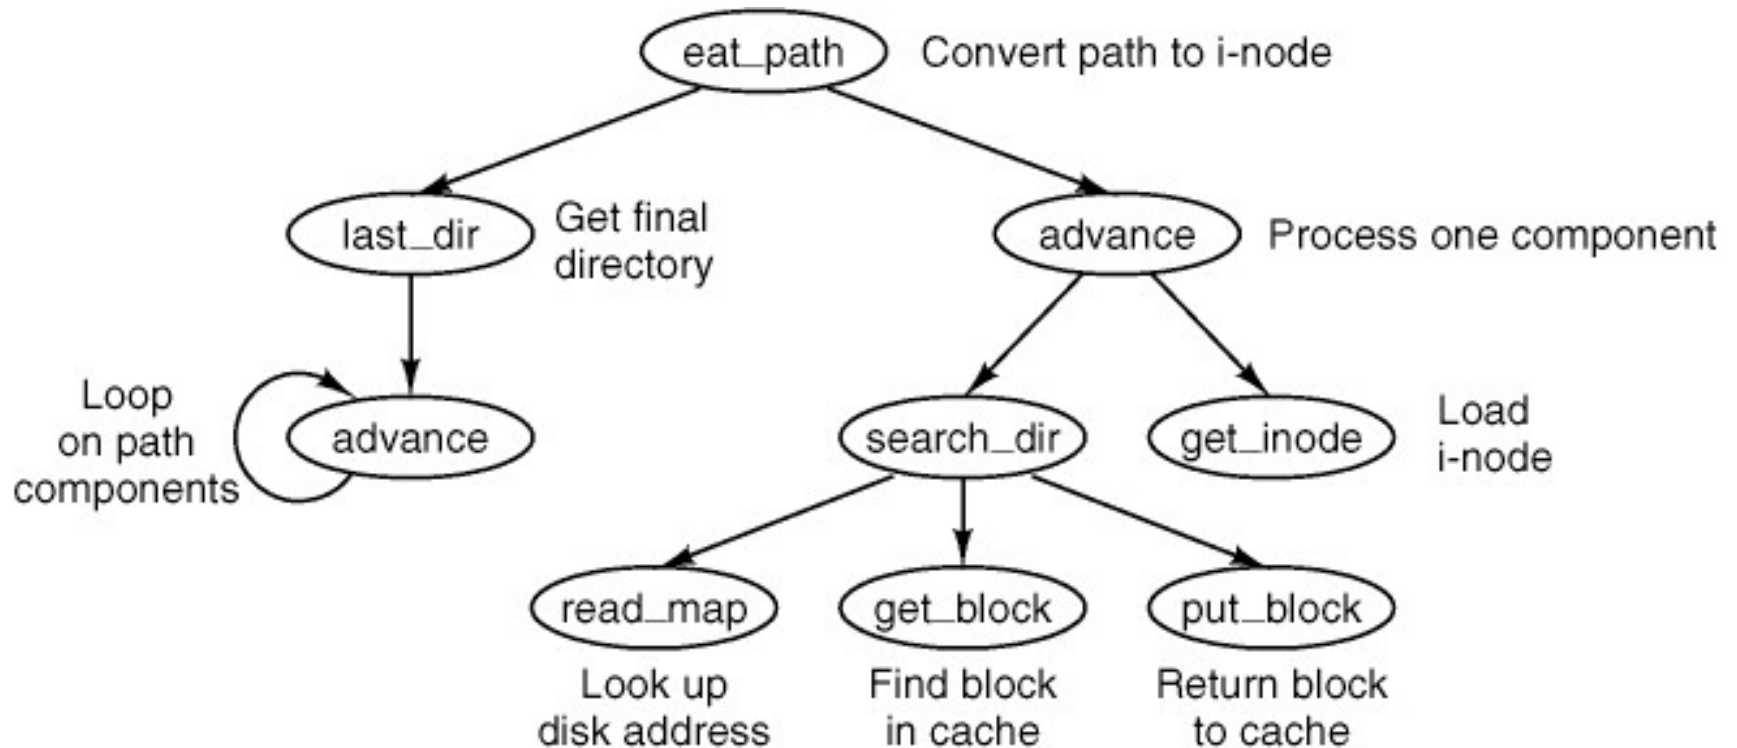 eat_path
Convert path to i-node
last_dir
Get final
directory
advance
Process one component
Loop
on path
components
advance
search_dir
get_inode
Load
i-node
read_map
get_block
put_block
Look up
disk address
Find block
in cache
Return block
to cache